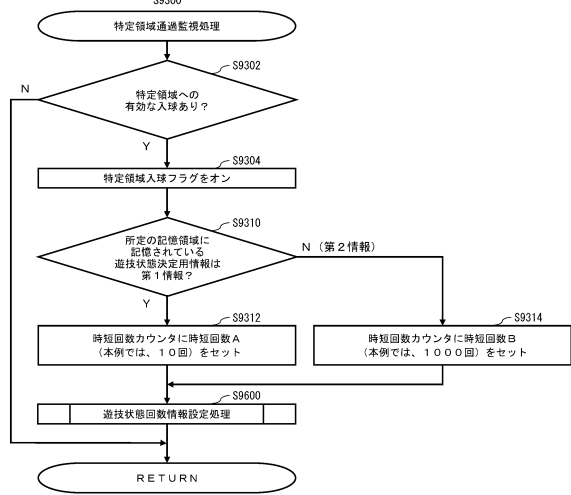 S9300
特定領域通過監視処理
S9302
N
特定領域への
有効な入球あり？
Y
S9304
特定領域入球フラグをオン
S9310
所定の記憶領域に
記憶されている
遊技状態決定用情報は
第１情報？
N（第２情報）
Y
S9312
時短回数カウンタに時短回数Ａ
（本例では、１０回）をセット
S9314
時短回数カウンタに時短回数Ｂ
（本例では、１０００回）をセット
S9600
遊技状態回数情報設定処理
ＲＥＴＵＲＮ